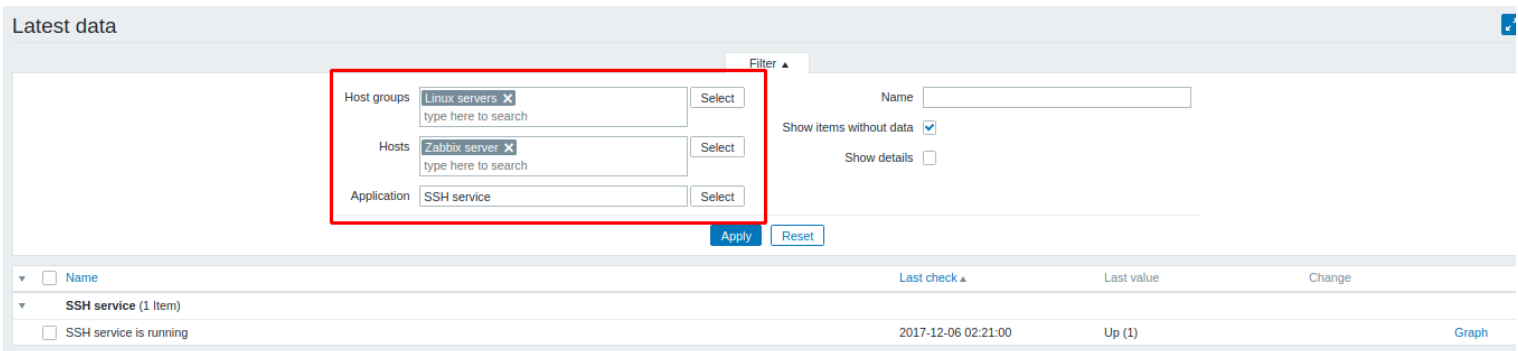 Latest data
Filter ▲
Host groups Linux servers ✕ Select
type here to search
Hosts Zabbix server ✕ Select
type here to search
Application SSH service Select
Name
Show items without data
Show details
Apply Reset
Name Last check ▲ Last value Change
SSH service (1 Item)
SSH service is running 2017-12-06 02:21:00 Up (1) Graph